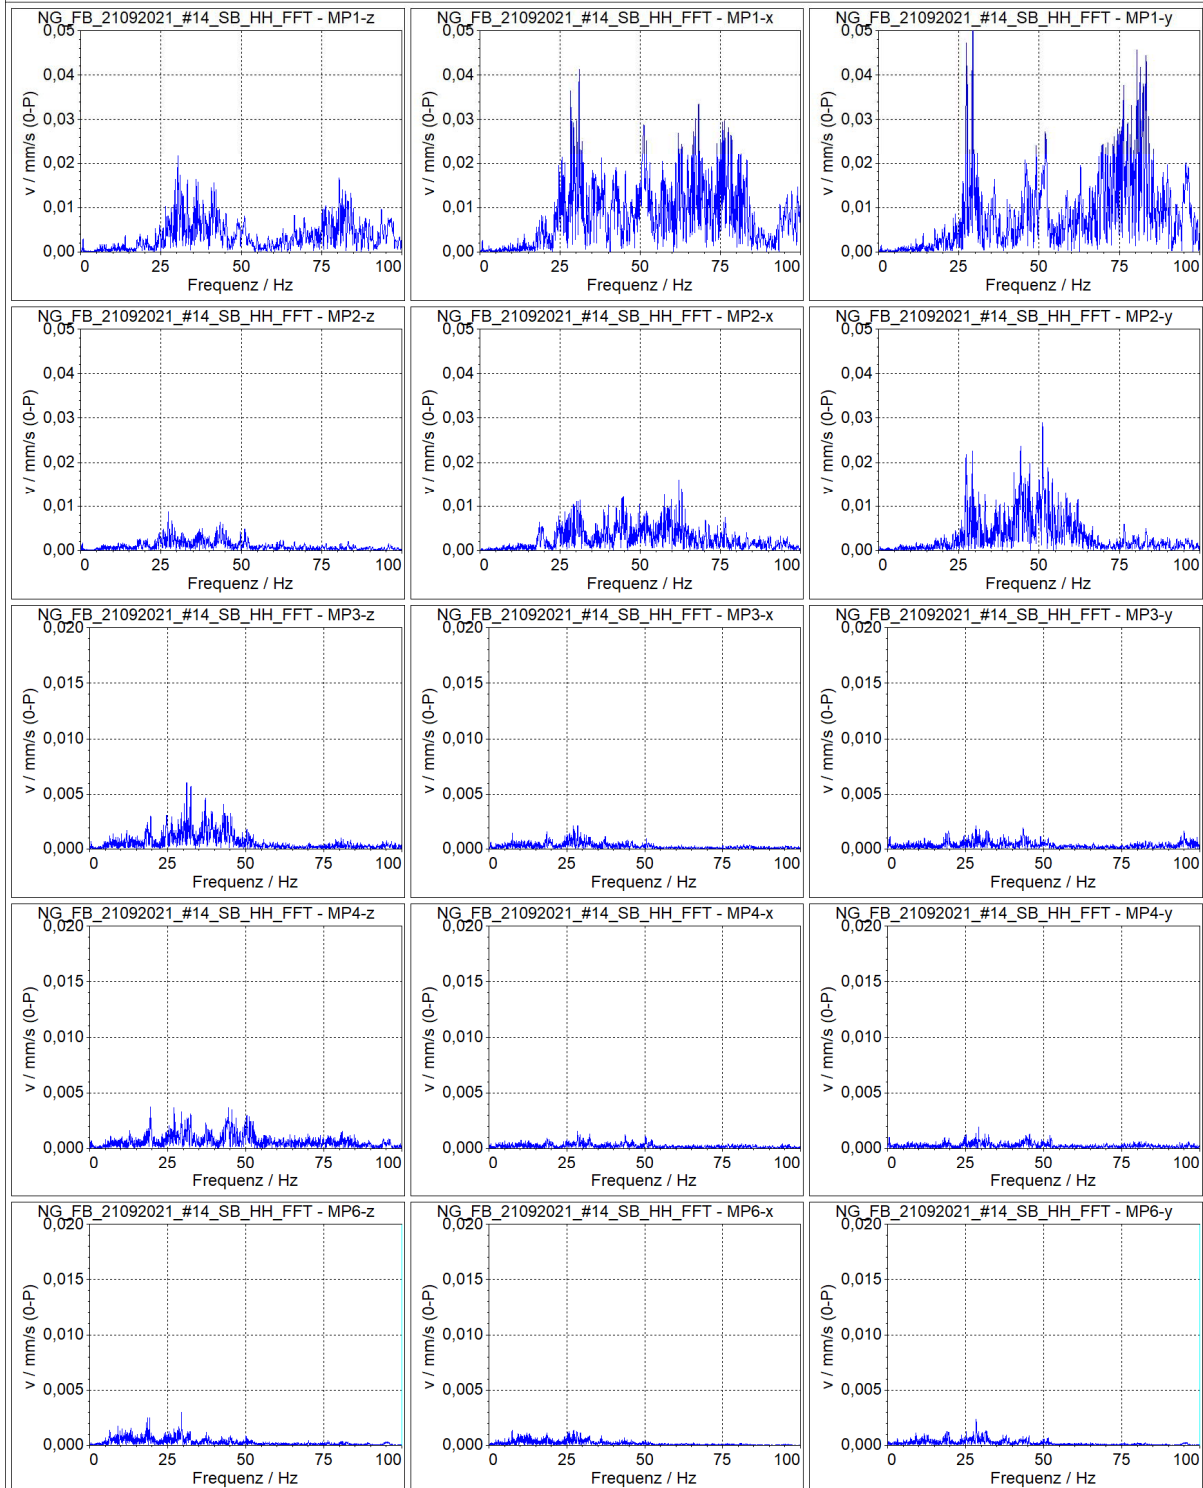 NG_FB_21092021_#14_SB_HH_FFT - MP1-z
v / mm/s (0-P)
0,05
0,04
0,03
0,02
0,01
0,00
0 25 50 75 100
Frequenz / Hz
NG_FB_21092021_#14_SB_HH_FFT - MP1-x
v / mm/s (0-P)
0,05
0,04
0,03
0,02
0,01
0,00
0 25 50 75 100
Frequenz / Hz
NG_FB_21092021_#14_SB_HH_FFT - MP1-y
v / mm/s (0-P)
0,05
0,04
0,03
0,02
0,01
0,00
0 25 50 75 100
Frequenz / Hz
NG_FB_21092021_#14_SB_HH_FFT - MP2-z
v / mm/s (0-P)
0,05
0,04
0,03
0,02
0,01
0,00
0 25 50 75 100
Frequenz / Hz
NG_FB_21092021_#14_SB_HH_FFT - MP2-x
v / mm/s (0-P)
0,05
0,04
0,03
0,02
0,01
0,00
0 25 50 75 100
Frequenz / Hz
NG_FB_21092021_#14_SB_HH_FFT - MP2-y
v / mm/s (0-P)
0,05
0,04
0,03
0,02
0,01
0,00
0 25 50 75 100
Frequenz / Hz
NG_FB_21092021_#14_SB_HH_FFT - MP3-z
v / mm/s (0-P)
0,020
0,015
0,010
0,005
0,000
0 25 50 75 100
Frequenz / Hz
NG_FB_21092021_#14_SB_HH_FFT - MP3-x
v / mm/s (0-P)
0,020
0,015
0,010
0,005
0,000
0 25 50 75 100
Frequenz / Hz
NG_FB_21092021_#14_SB_HH_FFT - MP3-y
v / mm/s (0-P)
0,020
0,015
0,010
0,005
0,000
0 25 50 75 100
Frequenz / Hz
NG_FB_21092021_#14_SB_HH_FFT - MP4-z
v / mm/s (0-P)
0,020
0,015
0,010
0,005
0,000
0 25 50 75 100
Frequenz / Hz
NG_FB_21092021_#14_SB_HH_FFT - MP4-x
v / mm/s (0-P)
0,020
0,015
0,010
0,005
0,000
0 25 50 75 100
Frequenz / Hz
NG_FB_21092021_#14_SB_HH_FFT - MP4-y
v / mm/s (0-P)
0,020
0,015
0,010
0,005
0,000
0 25 50 75 100
Frequenz / Hz
NG_FB_21092021_#14_SB_HH_FFT - MP6-z
v / mm/s (0-P)
0,020
0,015
0,010
0,005
0,000
0 25 50 75 100
Frequenz / Hz
NG_FB_21092021_#14_SB_HH_FFT - MP6-x
v / mm/s (0-P)
0,020
0,015
0,010
0,005
0,000
0 25 50 75 100
Frequenz / Hz
NG_FB_21092021_#14_SB_HH_FFT - MP6-y
v / mm/s (0-P)
0,020
0,015
0,010
0,005
0,000
0 25 50 75 100
Frequenz / Hz